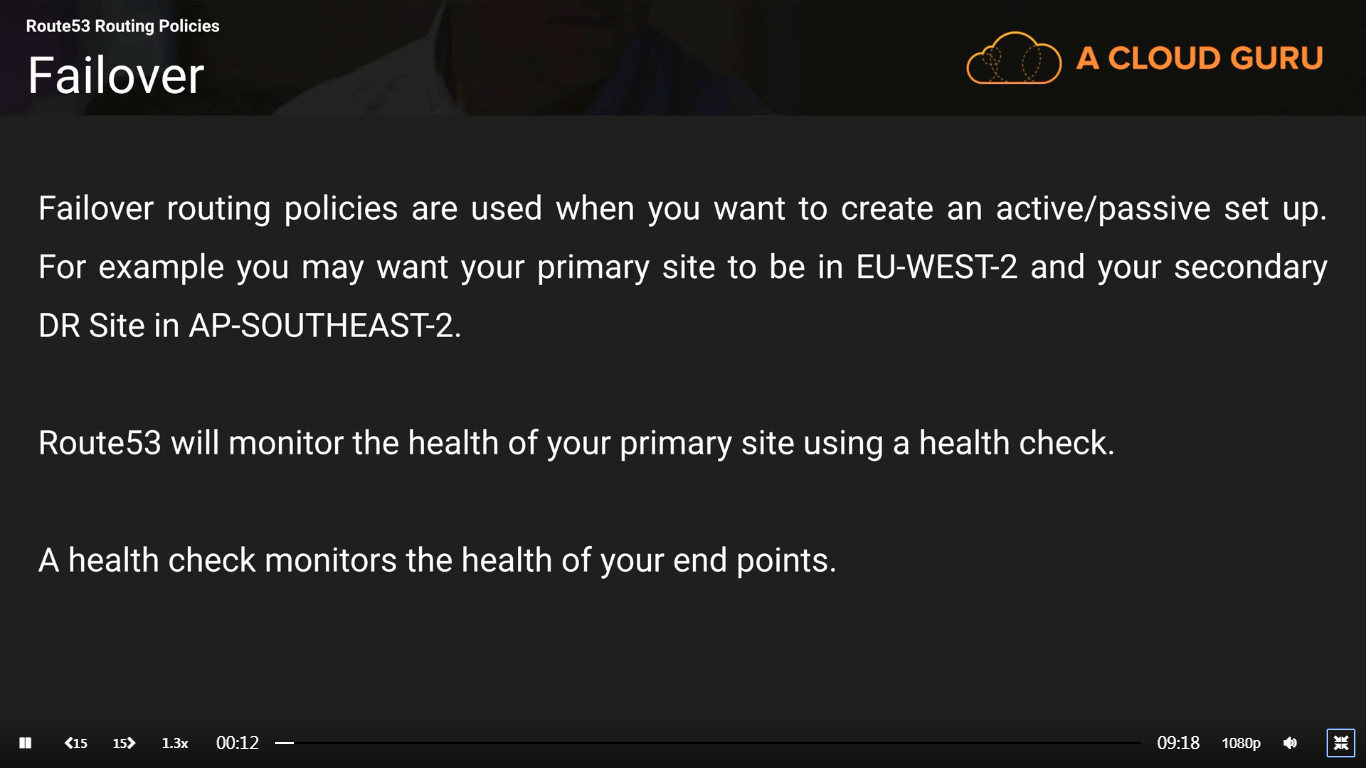 Route53 Routing Policies
Failover
A CLOUD GURU
Failover routing policies are used when you want to create an active/passive set up.
For example you may want your primary site to be in EU-WEST-2 and your secondary
DR Site in AP-SOUTHEAST-2.
Route53 will monitor the health of your primary site using a health check.
A health check monitors the health of your end points.
15 15 1.3x 00:12 09:18 1080p